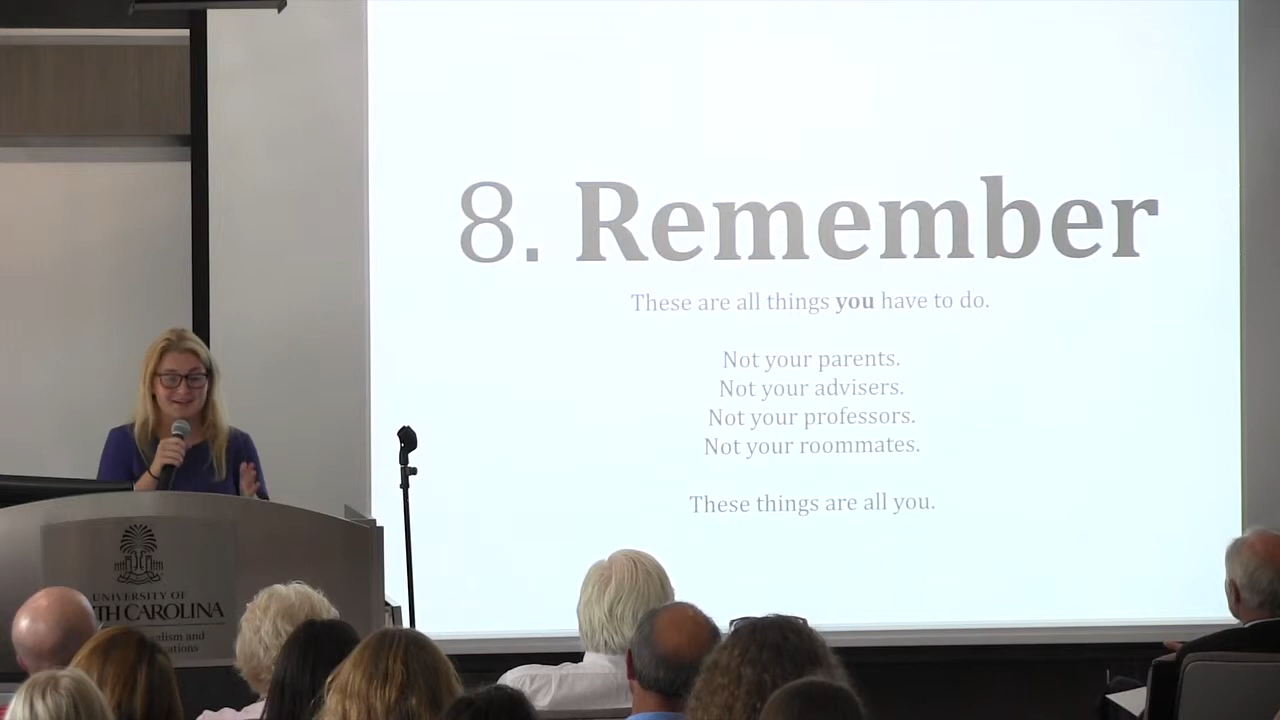 8. Remember
These are all things you have to do.
Not your parents.
Not your advisers.
Not your professors.
Not your roommates.
These things are all you.
UNIVERSITY OF
CAROLINA
and